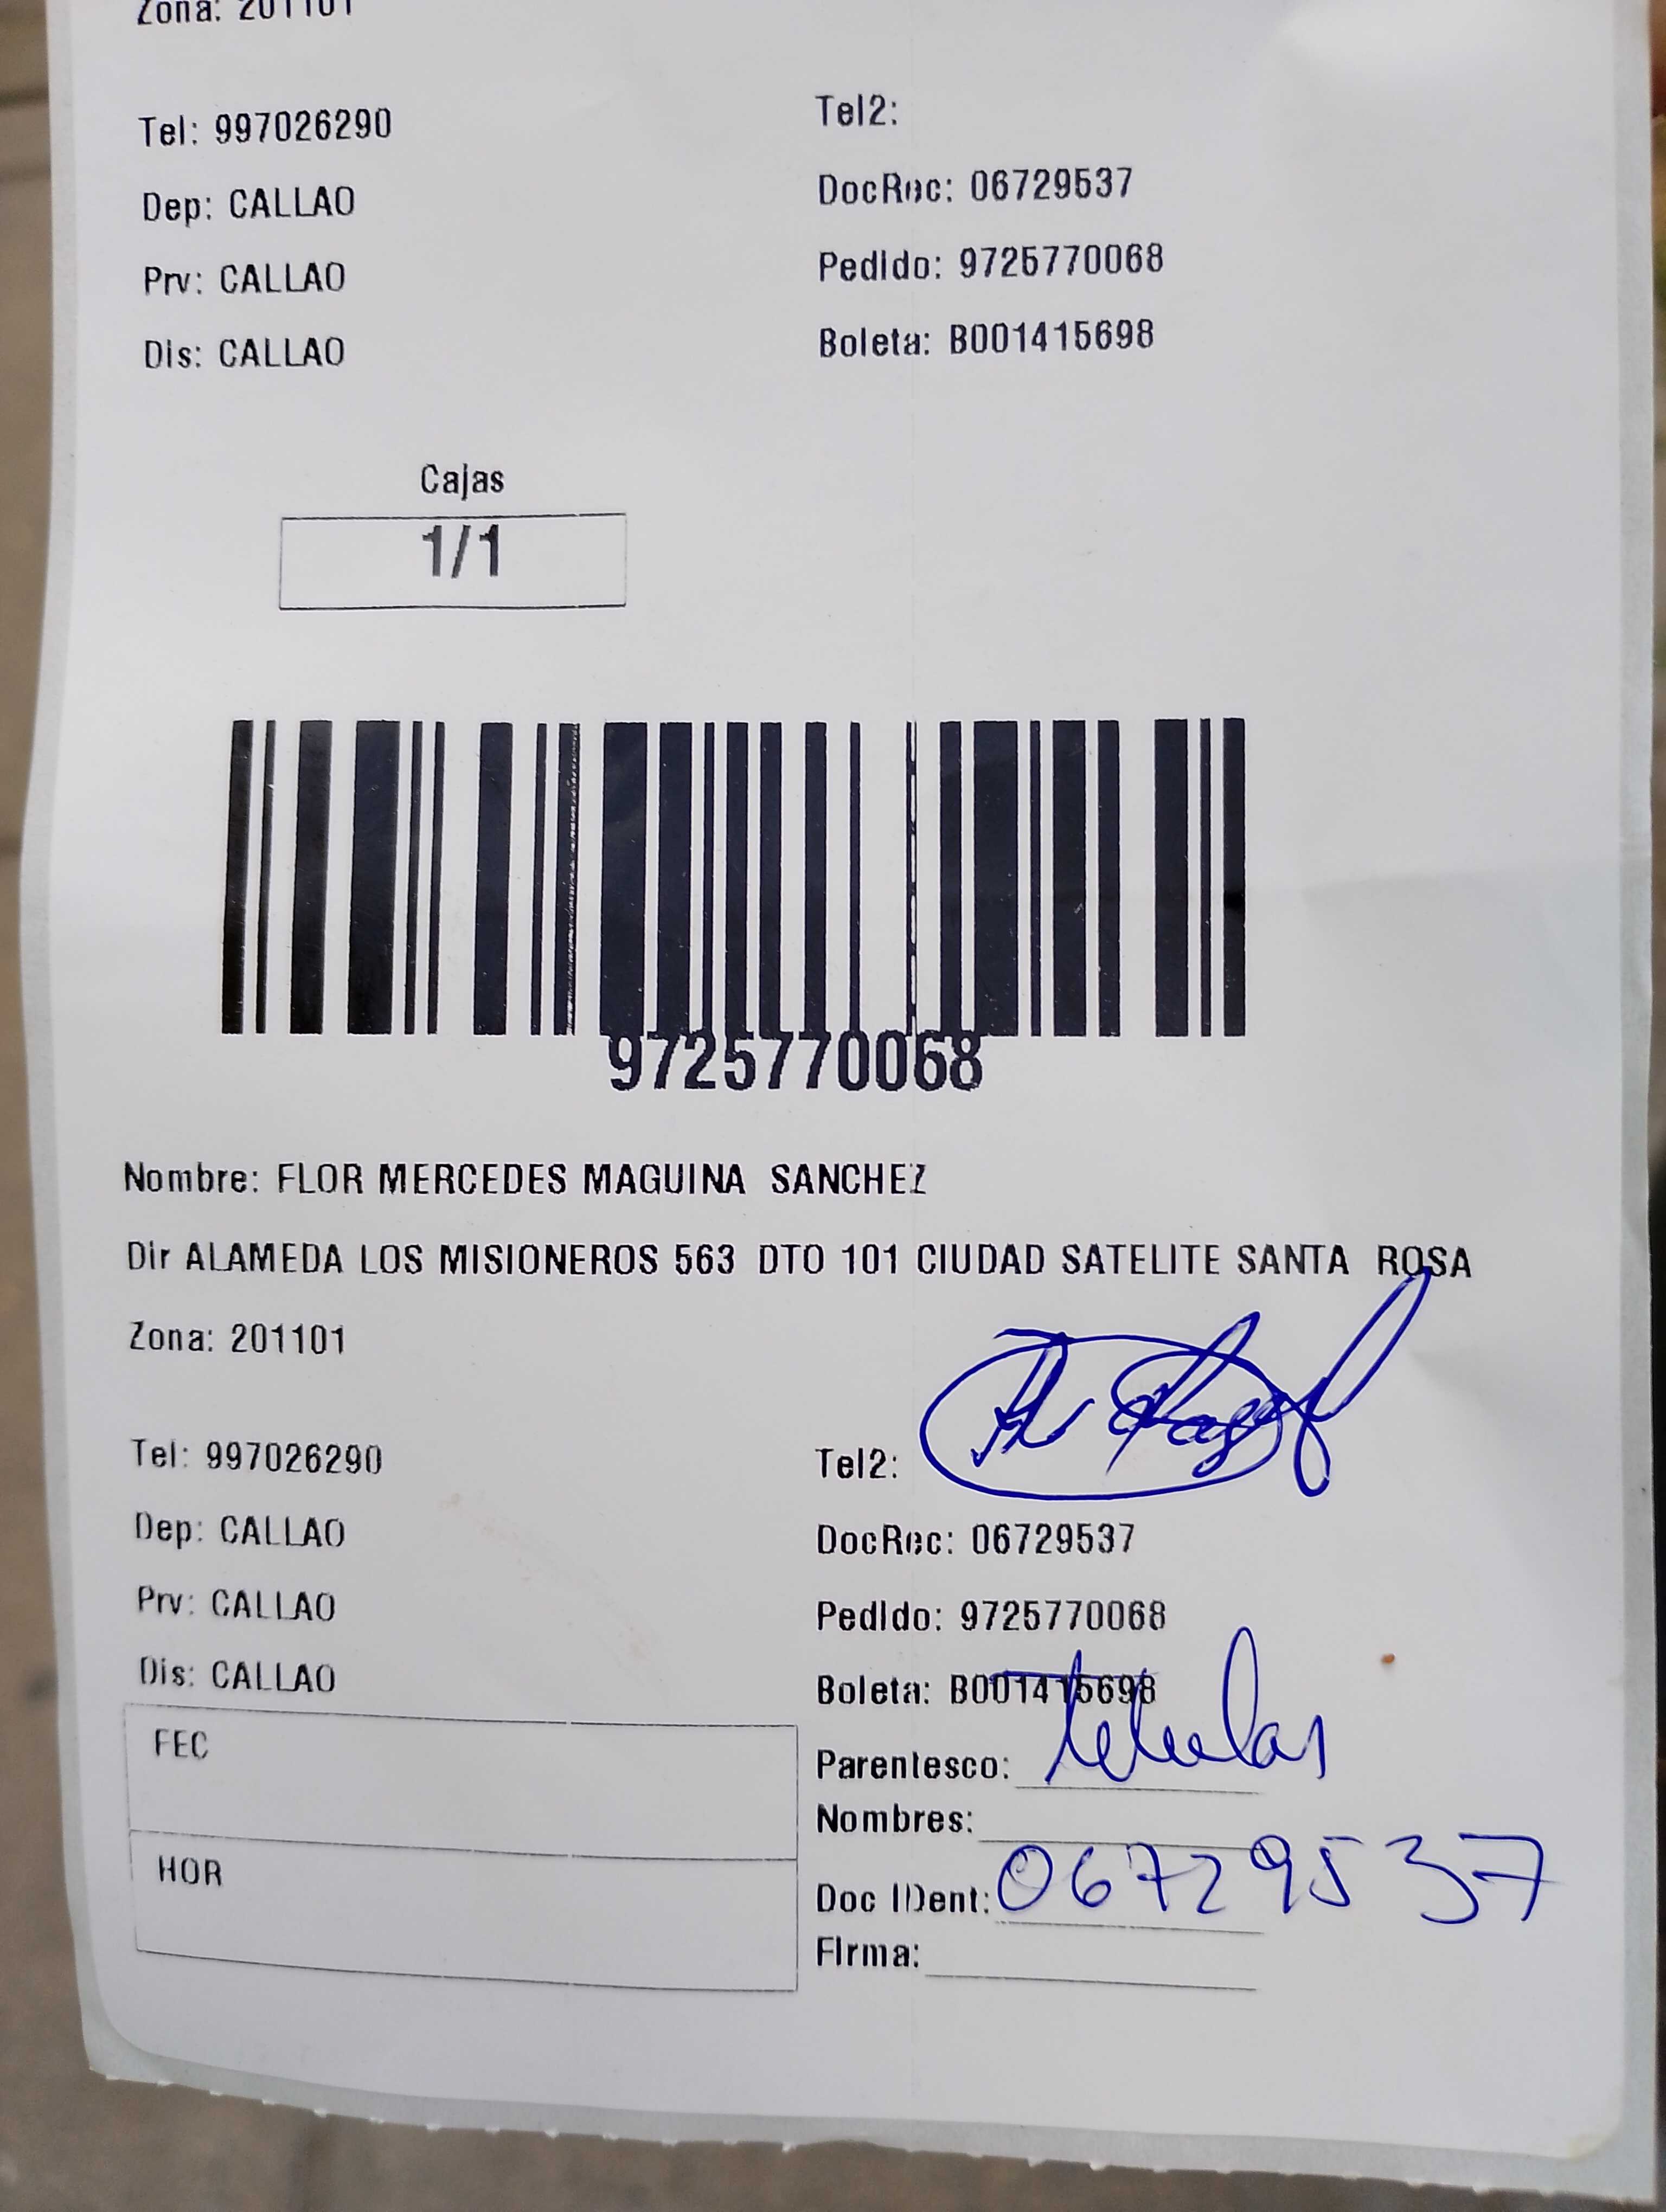 Zona: 201101
Tel: 997026290 Tel2:
Dep: CALLAO DocRec: 06729537
Prv: CALLAO Pedido: 9725770068
Dis: CALLAO Boleta: B001415698
Cajas
1/1
9725770068
Nombre: FLOR MERCEDES MAGUINA SANCHEZ
Dir ALAMEDA LOS MISIONEROS 563 DTO 101 CIUDAD SATELITE SANTA ROSA
Zona: 201101
Tel: 997026290 Tel2:
Dep: CALLAO DocRec: 06729537
Prv: CALLAO Pedido: 9725770068
Dis: CALLAO Boleta: B001415698
FEC
Parentesco: titular
Nombres:
HOR
Doc IDent: 06729537
Firma: